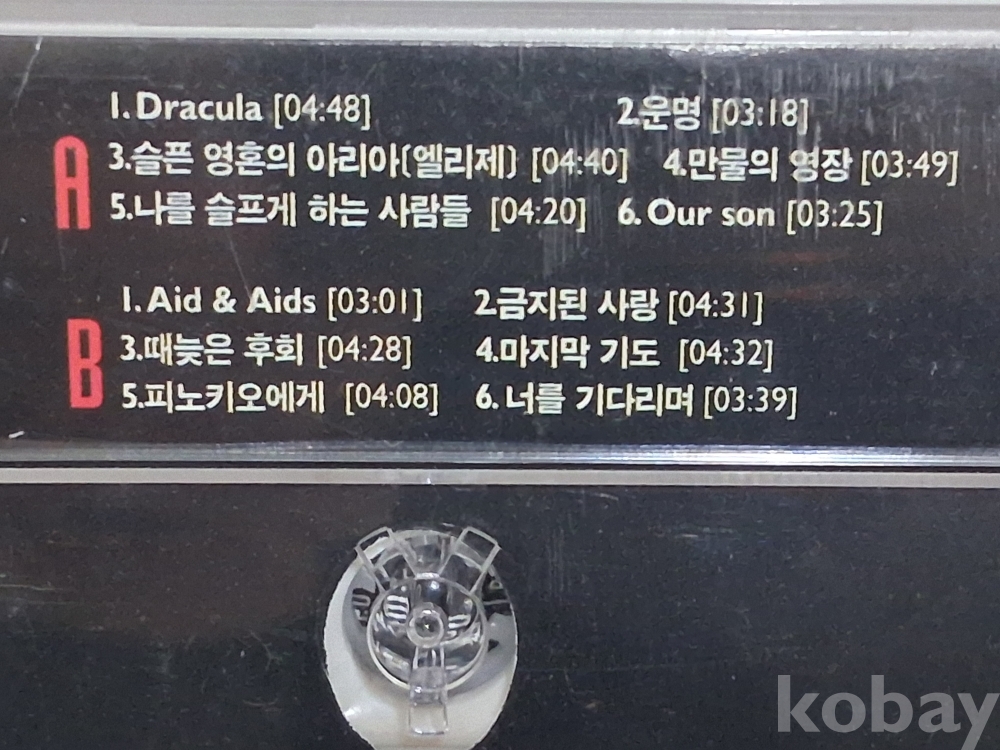 A
1.Dracula [04:48] 2.운명 [03:18]
3.슬픈 영혼의 아리아(엘리제) [04:40] 4.만물의 영장 [03:49]
5.나를 슬프게 하는 사람들 [04:20] 6.Our son [03:25]
B
1.Aid & Aids [03:01] 2.금지된 사랑 [04:31]
3.때늦은 후회 [04:28] 4.마지막 기도 [04:32]
5.피노키오에게 [04:08] 6.너를 기다리며 [03:39]
kobay